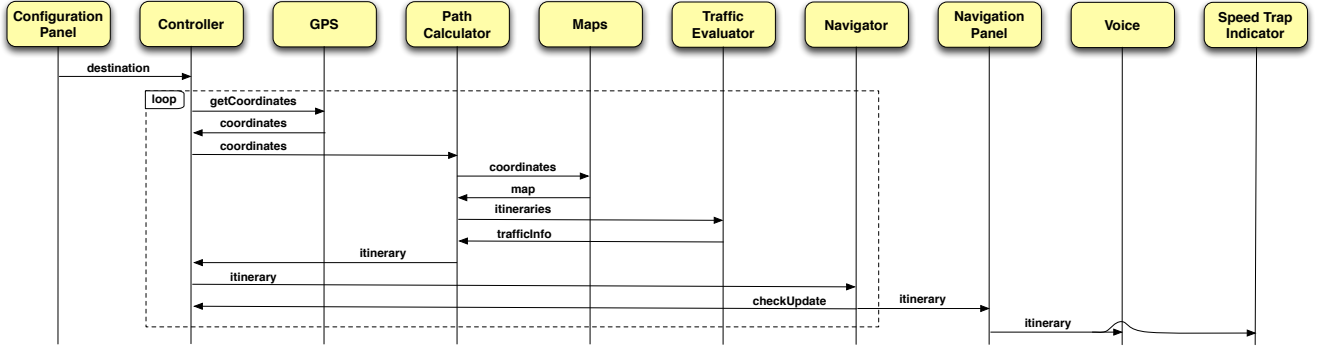 Configuration
Panel
Controller
GPS
Path
Calculator
Maps
Traffic
Evaluator
Navigator
Navigation
Panel
Voice
Speed Trap
Indicator
destination
loop
getCoordinates
coordinates
coordinates
coordinates
map
itineraries
trafficInfo
itinerary
itinerary
checkUpdate
itinerary
itinerary